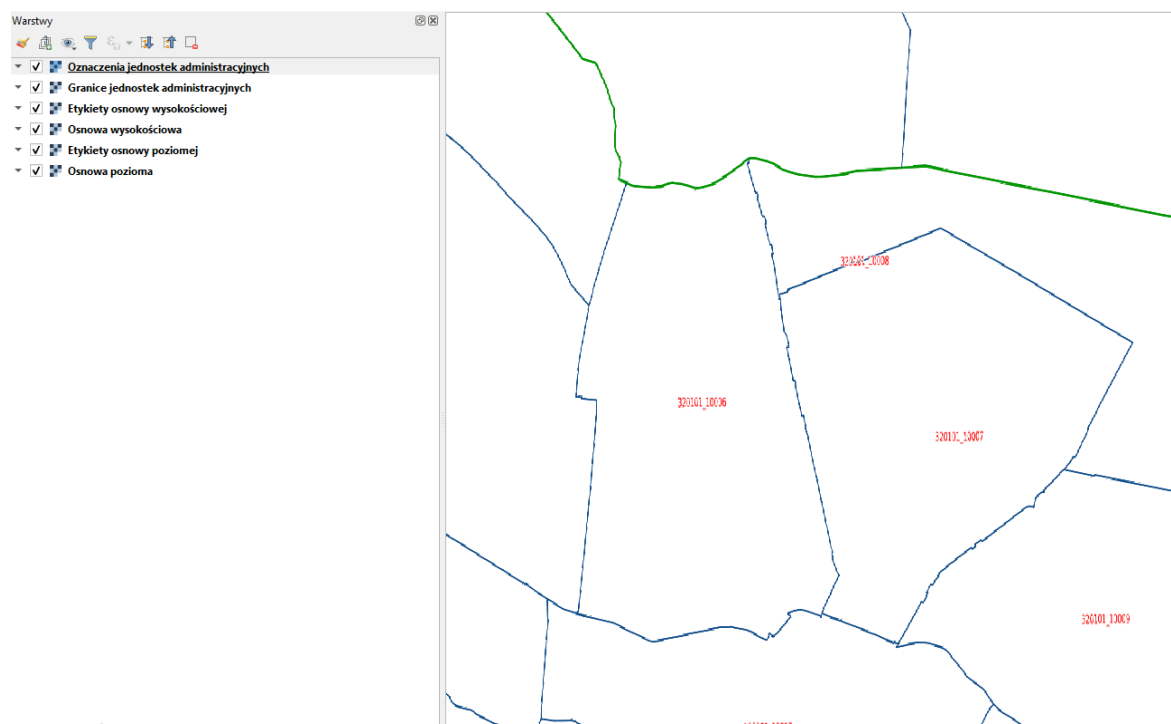 Warstwy
Oznaczenia jednostek administracyjnych
Granice jednostek administracyjnych
Etykiety osnowy wysokościowej
Osnowa wysokościowa
Etykiety osnowy poziomej
Osnowa pozioma
320101_10008
320101_10006
320101_10007
320101_10009